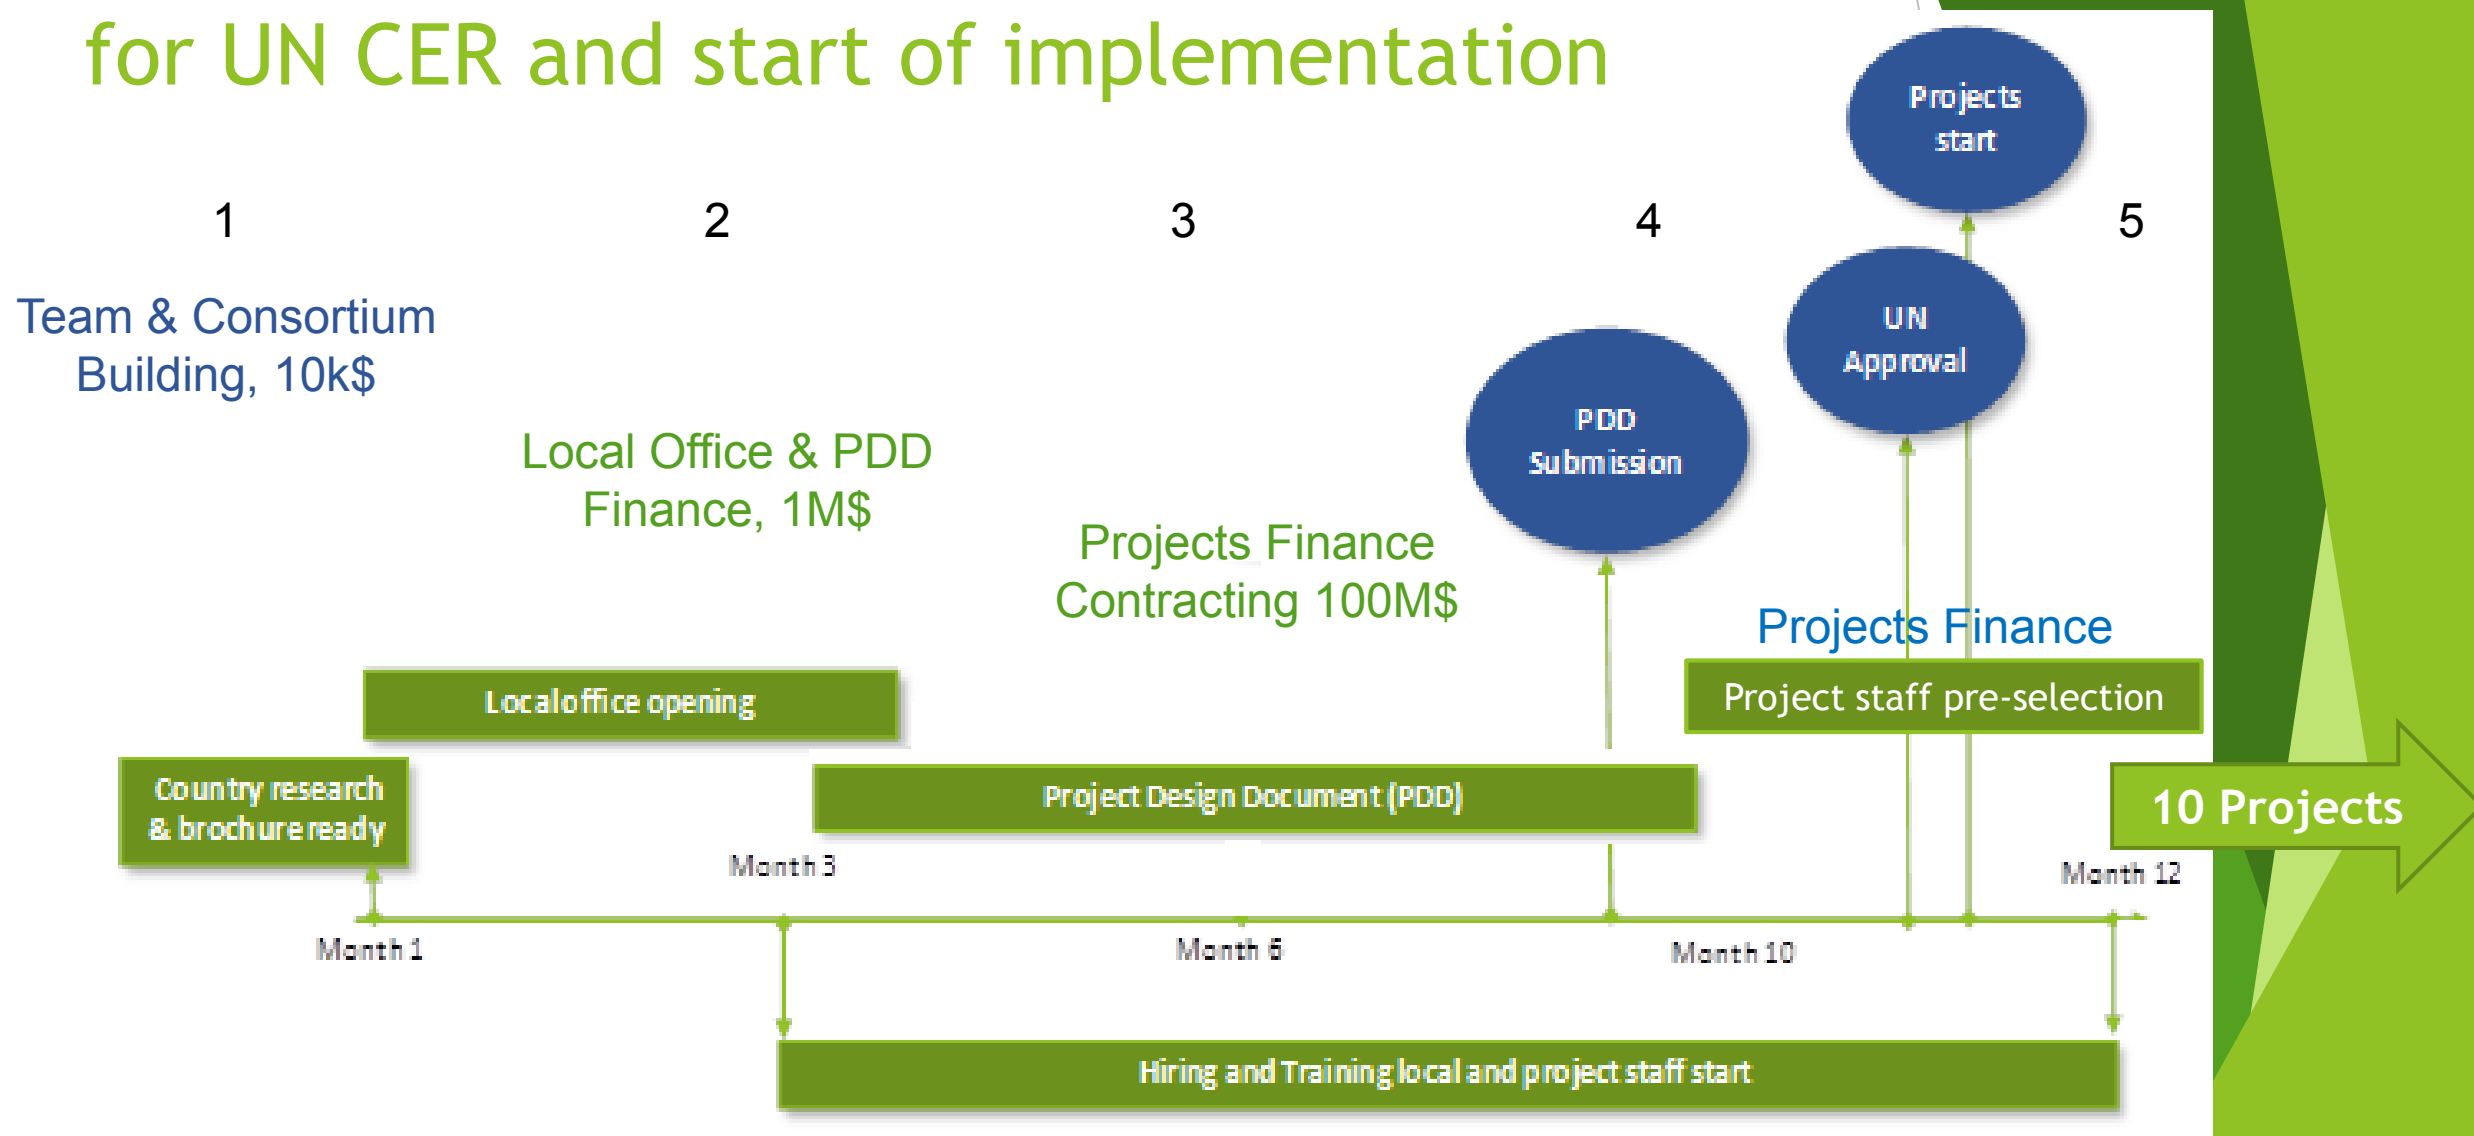 for UN CER and start of implementation
Projects
start
1
2
3
4
5
Team & Consortium
Building, 10k$
UN
Approval
PDD
Submission
Local Office & PDD
Finance, 1M$
Projects Finance
Contracting 100M$
Projects Finance
Local office opening
Project staff pre-selection
Country research
& brochure ready
Project Design Document (PDD)
10 Projects
Month 3
Month 12
Month 1
Month 6
Month 10
Hiring and Training local and project staff start